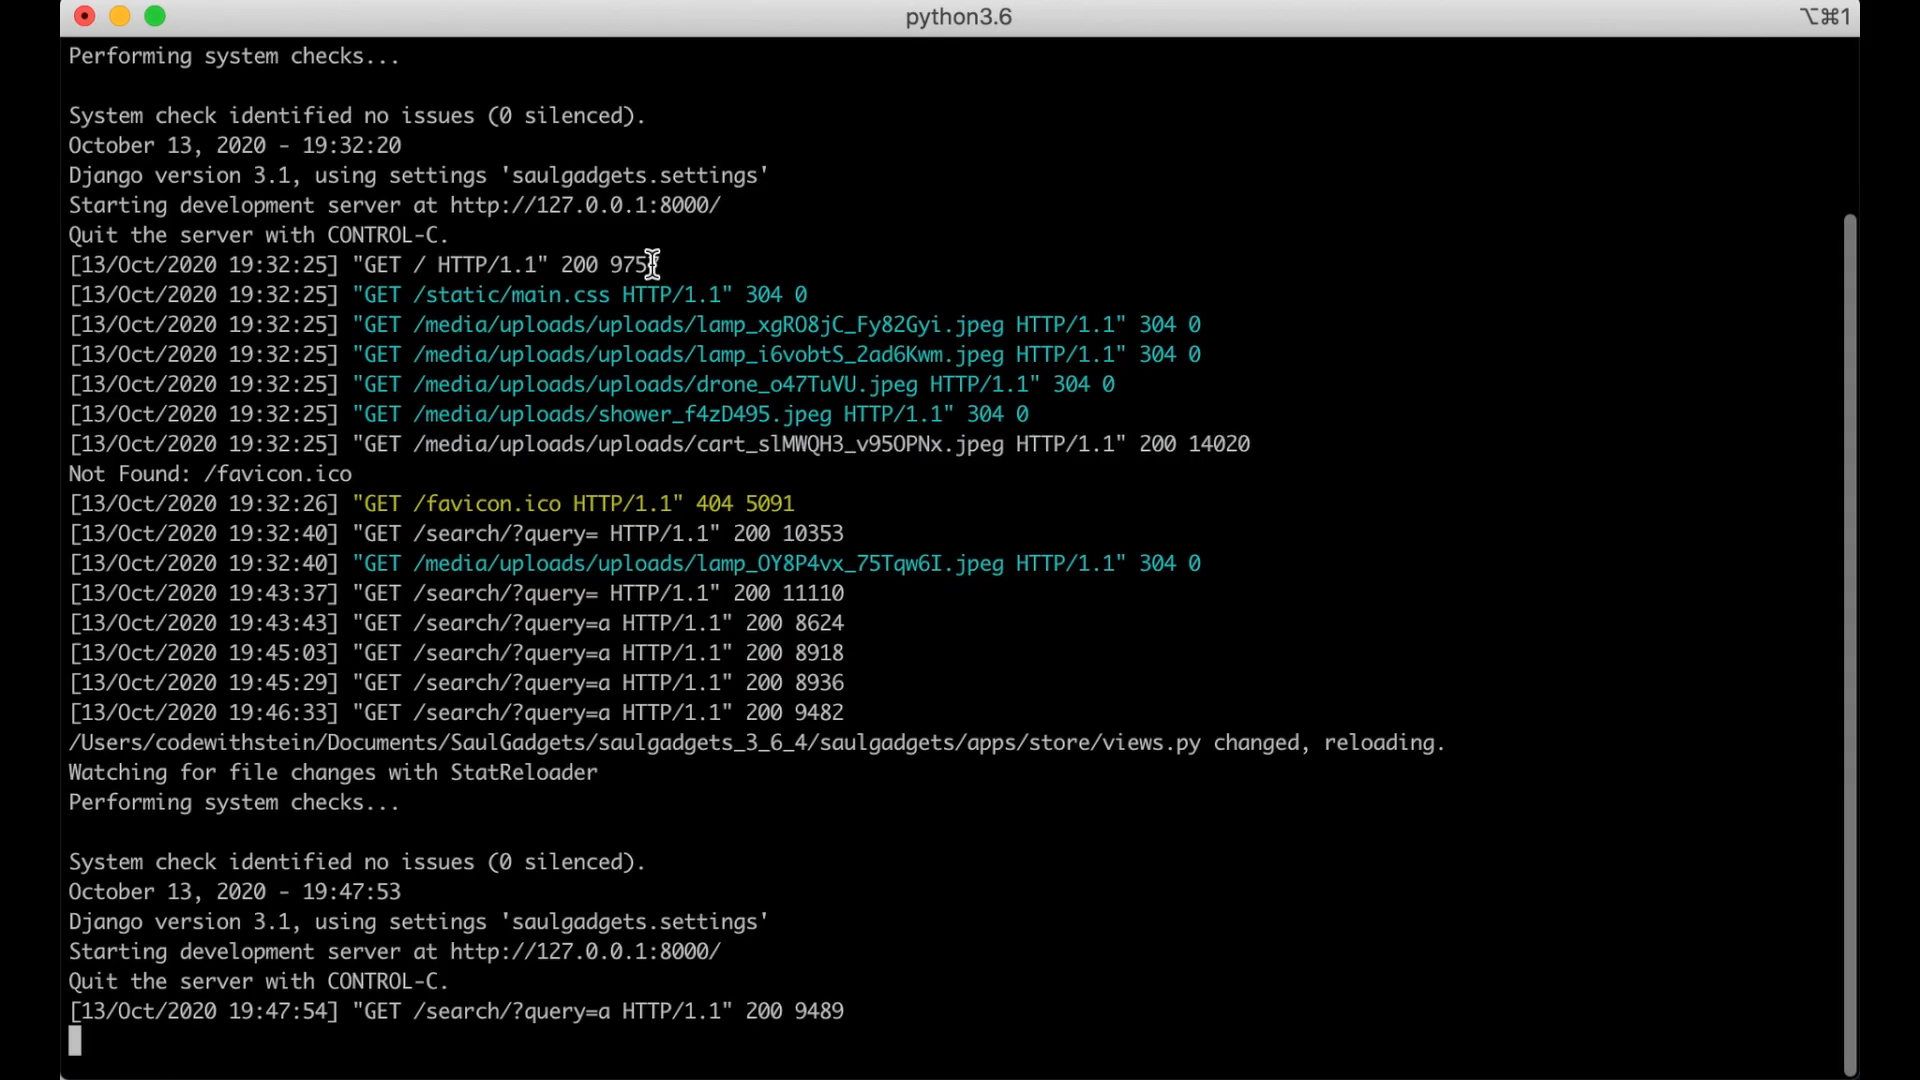 python3.6
⌥⌘1
Performing system checks...
System check identified no issues (0 silenced).
October 13, 2020 - 19:32:20
Django version 3.1, using settings 'saulgadgets.settings'
Starting development server at http://127.0.0.1:8000/
Quit the server with CONTROL-C.
[13/Oct/2020 19:32:25] "GET / HTTP/1.1" 200
[13/Oct/2020 19:32:25] "GET /static/main.css HTTP/1.1" 304 0
[13/Oct/2020 19:32:25] "GET /media/uploads/uploads/lamp_xgRO8jC_Fy82Gyi.jpeg HTTP/1.1" 304 0
[13/Oct/2020 19:32:25] "GET /media/uploads/uploads/lamp_i6vobtS_2ad6Kwm.jpeg HTTP/1.1" 304 0
[13/Oct/2020 19:32:25] "GET /media/uploads/uploads/drone_o47TuVU.jpeg HTTP/1.1" 304 0
[13/Oct/2020 19:32:25] "GET /media/uploads/shower_f4zD495.jpeg HTTP/1.1" 304 0
[13/Oct/2020 19:32:25] "GET /media/uploads/uploads/cart_slMWQH3_v95OPNx.jpeg HTTP/1.1" 200 14020
Not Found: /favicon.ico
[13/Oct/2020 19:32:26] "GET /favicon.ico HTTP/1.1" 404 5091
[13/Oct/2020 19:32:40] "GET /search/?query= HTTP/1.1" 200 10353
[13/Oct/2020 19:32:40] "GET /media/uploads/uploads/lamp_OY8P4vx_75Tqw6I.jpeg HTTP/1.1" 304 0
[13/Oct/2020 19:43:37] "GET /search/?query= HTTP/1.1" 200 11110
[13/Oct/2020 19:43:43] "GET /search/?query=a HTTP/1.1" 200 8624
[13/Oct/2020 19:45:03] "GET /search/?query=a HTTP/1.1" 200 8918
[13/Oct/2020 19:45:29] "GET /search/?query=a HTTP/1.1" 200 8936
[13/Oct/2020 19:46:33] "GET /search/?query=a HTTP/1.1" 200 9482
/Users/codewithstein/Documents/SaulGadgets/saulgadgets_3_6_4/saulgadgets/apps/store/views.py changed, reloading.
Watching for file changes with StatReloader
Performing system checks...
System check identified no issues (0 silenced).
October 13, 2020 - 19:47:53
Django version 3.1, using settings 'saulgadgets.settings'
Starting development server at http://127.0.0.1:8000/
Quit the server with CONTROL-C.
[13/Oct/2020 19:47:54] "GET /search/?query=a HTTP/1.1" 200 9489